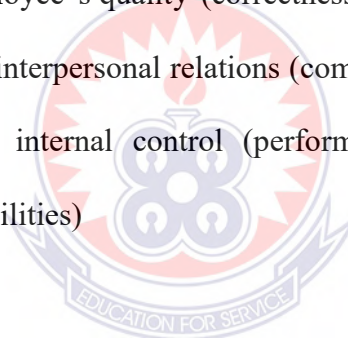 oyee's quality (correctness
interpersonal relations (com
internal control (perform
ilities)
EDUCATION FOR SERVICE